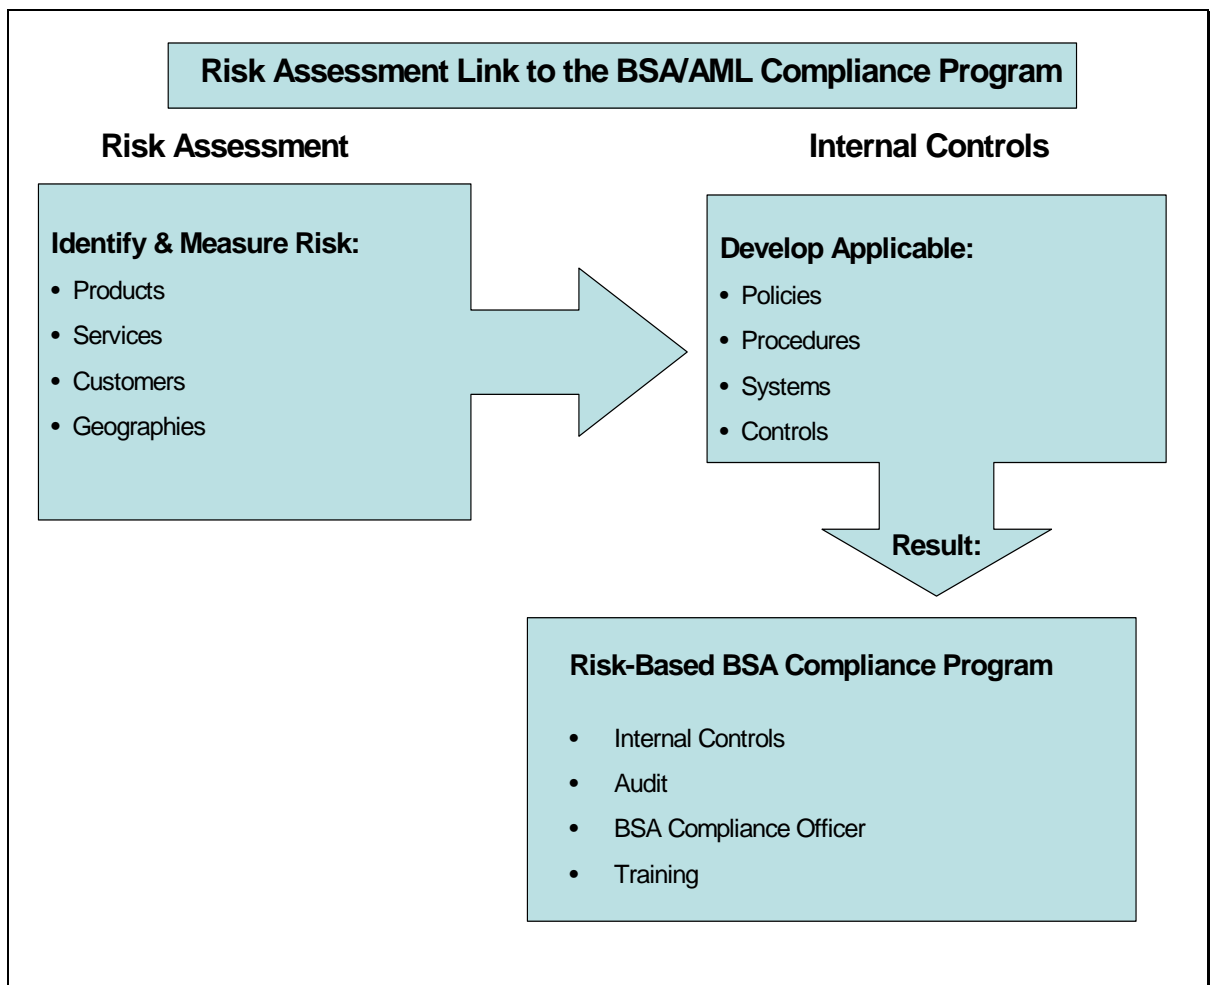 Risk Assessment Link to the BSA/AML Compliance Program
Risk Assessment
Identify & Measure Risk:
• Products
• Services
• Customers
• Geographies
Internal Controls
Develop Applicable:
• Policies
• Procedures
• Systems
• Controls
Result:
Risk-Based BSA Compliance Program
• Internal Controls
• Audit
• BSA Compliance Officer
• Training